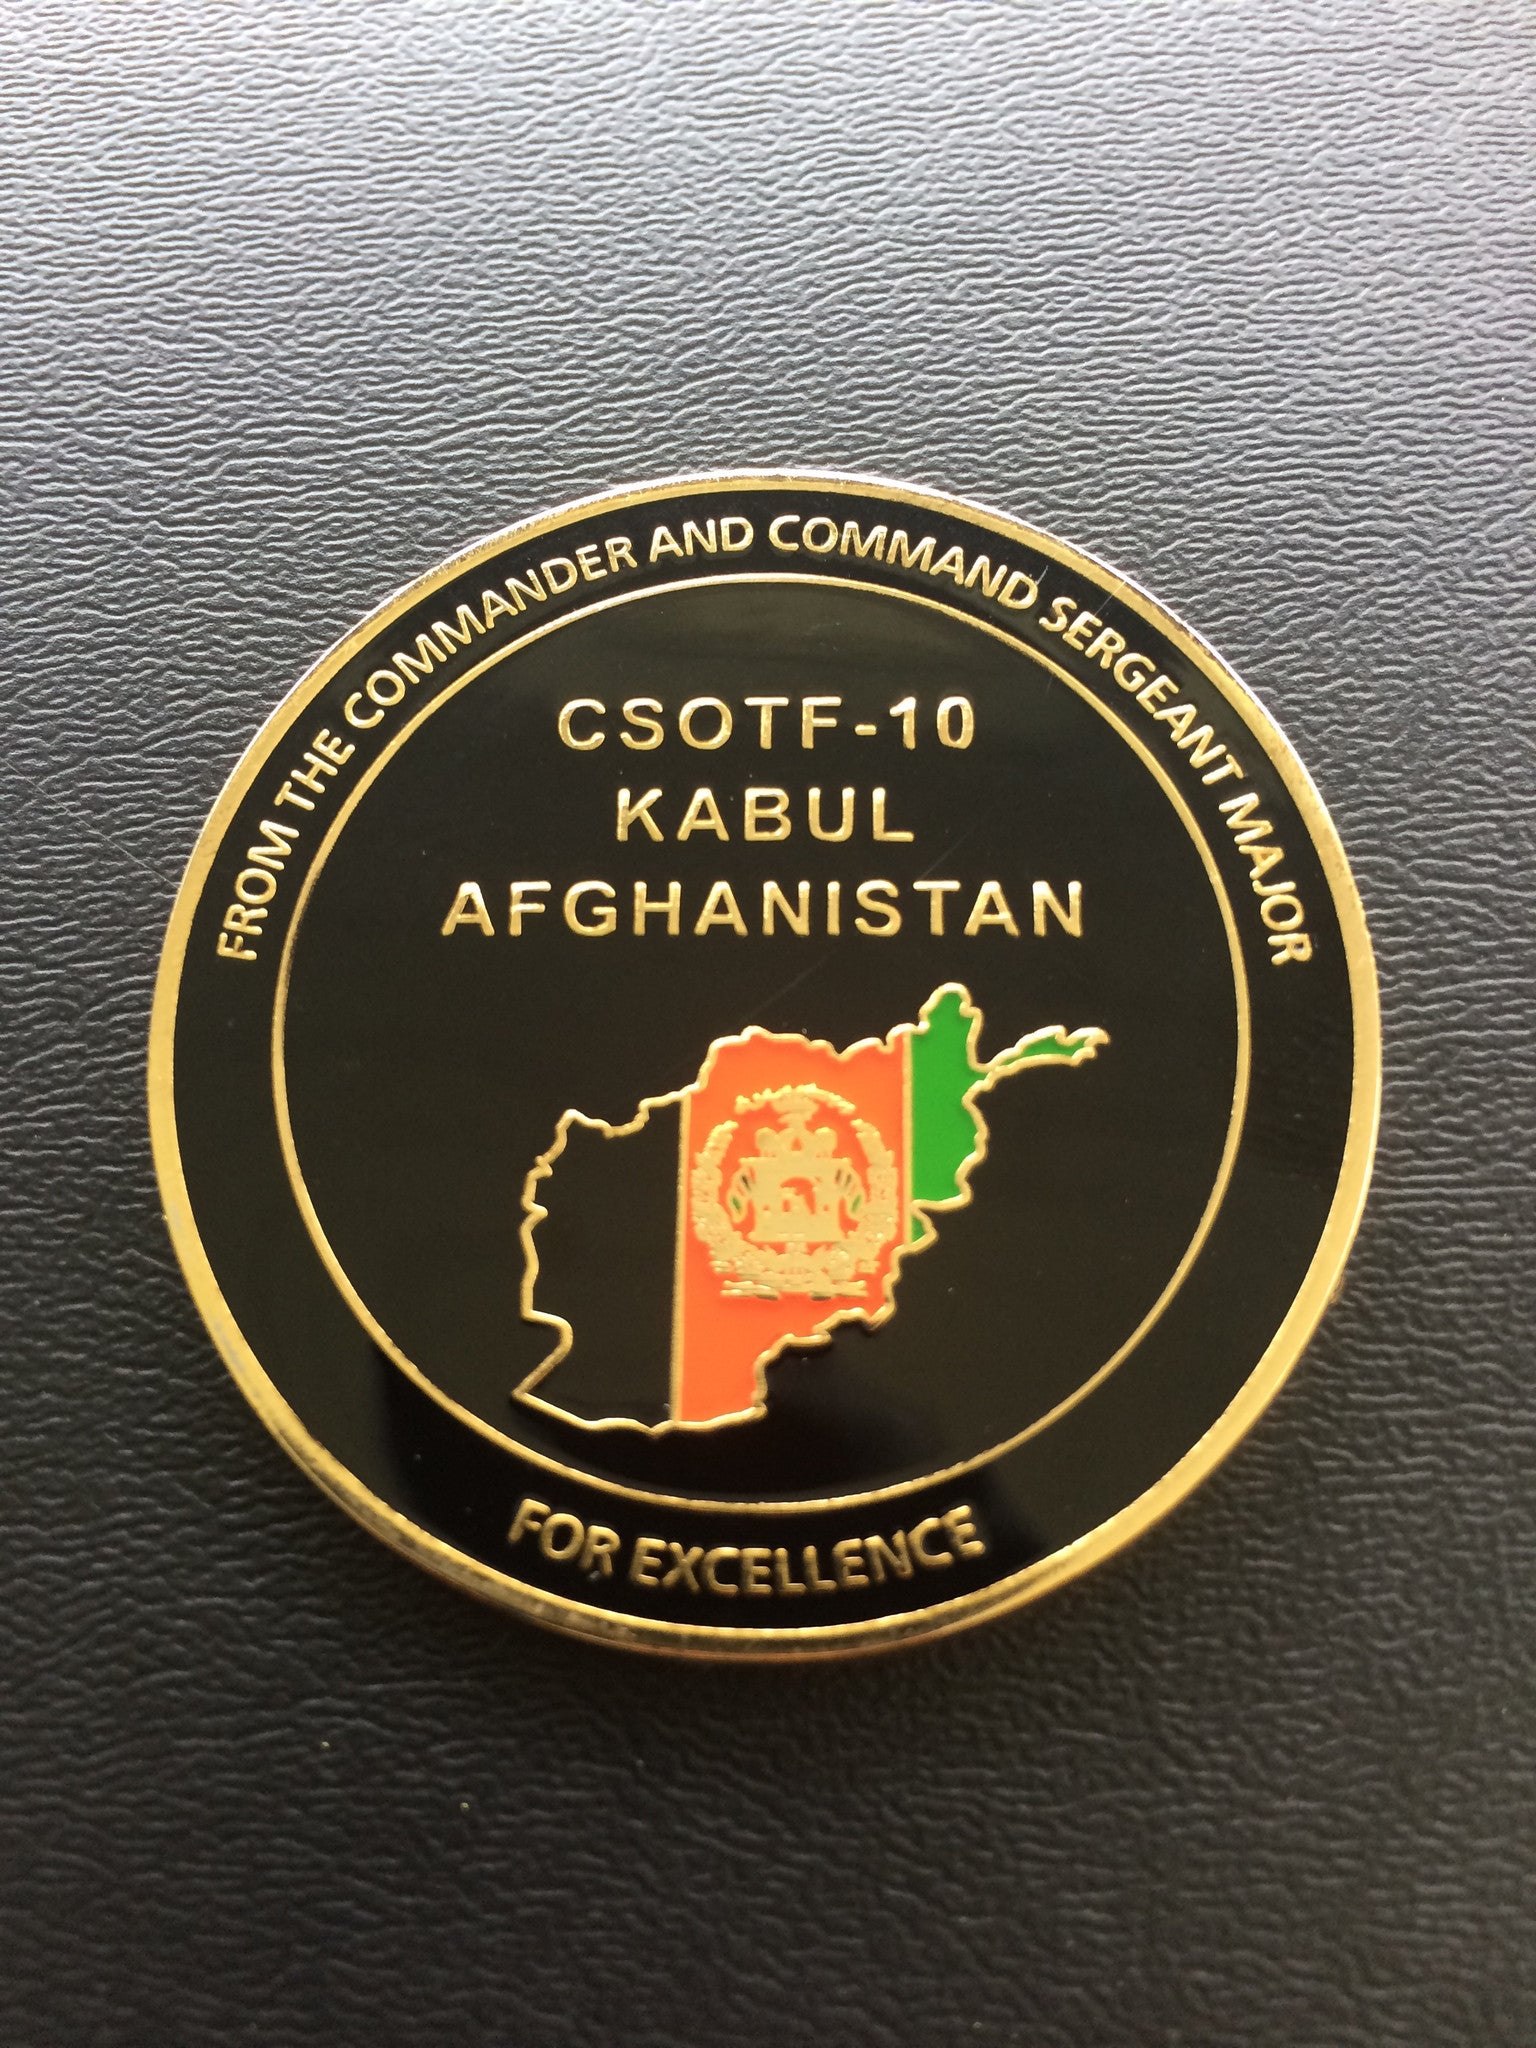 FROM THE COMMANDER AND COMMAND SERGEANT MAJOR
CSOTF-10
KABUL
AFGHANISTAN
FOR EXCELLENCE